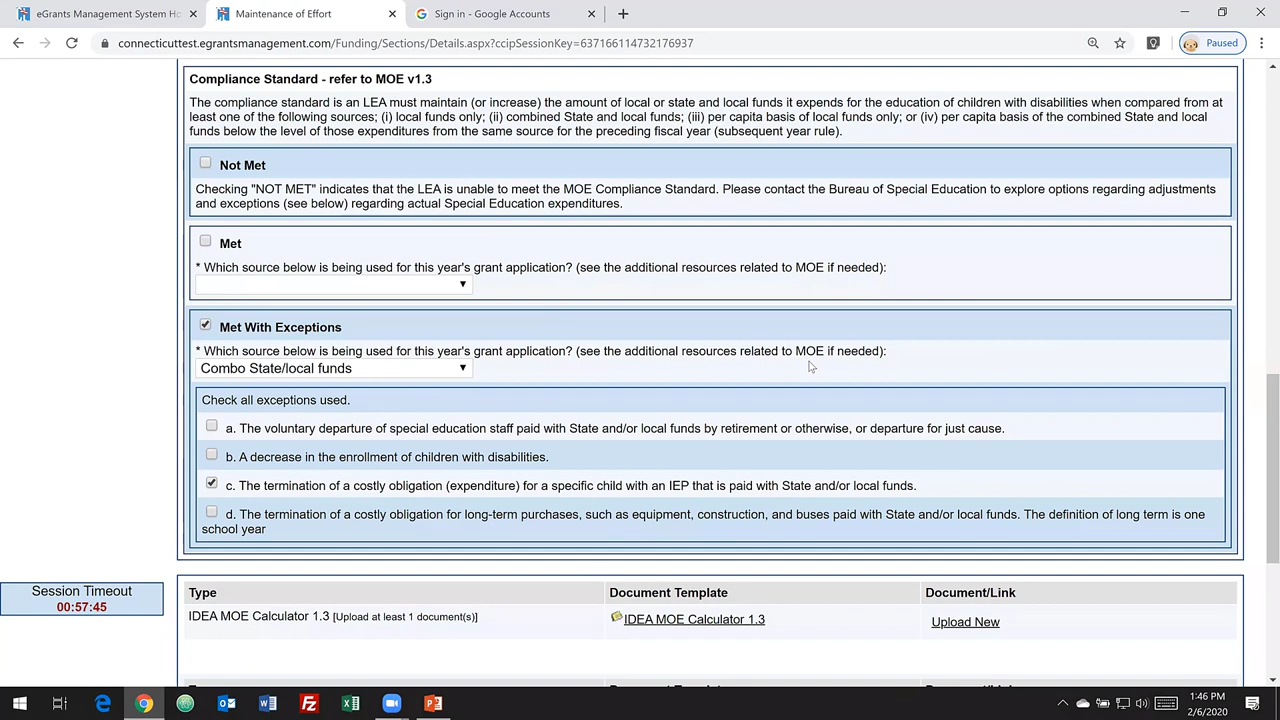 eGrants Management System Ho
Maintenance of Effort
Sign in - Google Accounts
connecticuttest.egrantsmanagement.com/Funding/Sections/Details.aspx?ccipSessionKey=637166114732176937
Paused
Compliance Standard - refer to MOE v1.3
The compliance standard is an LEA must maintain (or increase) the amount of local or state and local funds it expends for the education of children with disabilities when compared from at
least one of the following sources; (i) local funds only; (ii) combined State and local funds; (iii) per capita basis of local funds only; or (iv) per capita basis of the combined State and local
funds below the level of those expenditures from the same source for the preceding fiscal year (subsequent year rule).
Not Met
Checking "NOT MET" indicates that the LEA is unable to meet the MOE Compliance Standard. Please contact the Bureau of Special Education to explore options regarding adjustments
and exceptions (see below) regarding actual Special Education expenditures.
Met
* Which source below is being used for this year's grant application? (see the additional resources related to MOE if needed):
Met With Exceptions
* Which source below is being used for this year's grant application? (see the additional resources related to MOE if needed):
Combo State/local funds
Check all exceptions used.
a. The voluntary departure of special education staff paid with State and/or local funds by retirement or otherwise, or departure for just cause.
b. A decrease in the enrollment of children with disabilities.
c. The termination of a costly obligation (expenditure) for a specific child with an IEP that is paid with State and/or local funds.
d. The termination of a costly obligation for long-term purchases, such as equipment, construction, and buses paid with State and/or local funds. The definition of long term is one
school year
Session Timeout
00:57:45
Type Document Template Document/Link
IDEA MOE Calculator 1.3 [Upload at least 1 document(s)] IDEA MOE Calculator 1.3 Upload New
1:46 PM
2/6/2020